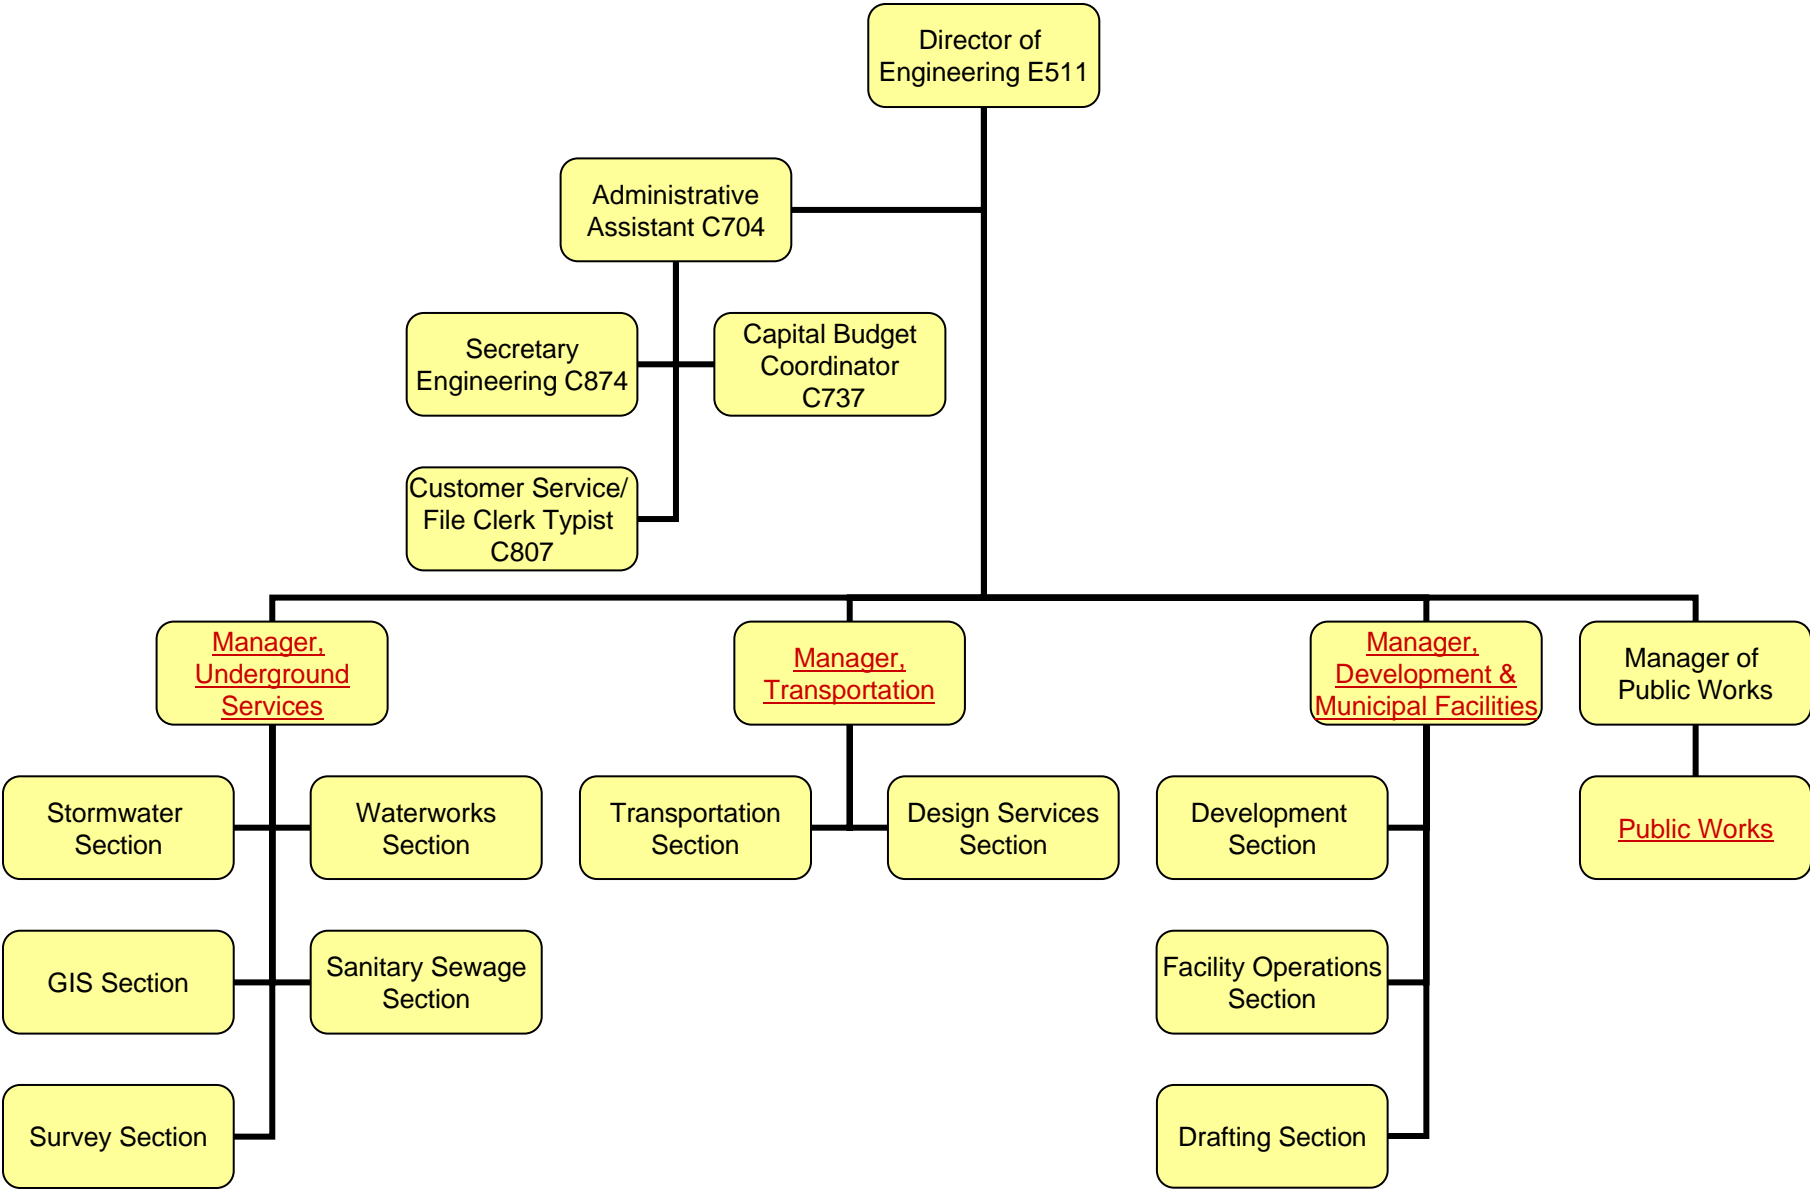 Director of
Engineering E511
Administrative
Assistant C704
Secretary
Engineering C874
Capital Budget
Coordinator
C737
Customer Service/
File Clerk Typist
C807
Manager,
Underground
Services
Manager,
Transportation
Manager,
Development &
Municipal Facilities
Manager of
Public Works
Stormwater
Section
Waterworks
Section
Transportation
Section
Design Services
Section
Development
Section
Public Works
GIS Section
Sanitary Sewage
Section
Facility Operations
Section
Survey Section
Drafting Section